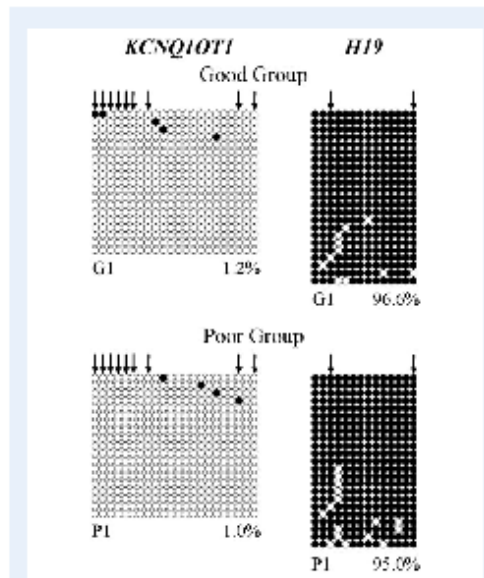 KCNQ1OT1 H19
Good Group
G1 1.2% G1 96.0%
Poor Group
P1 1.0% P1 95.0%